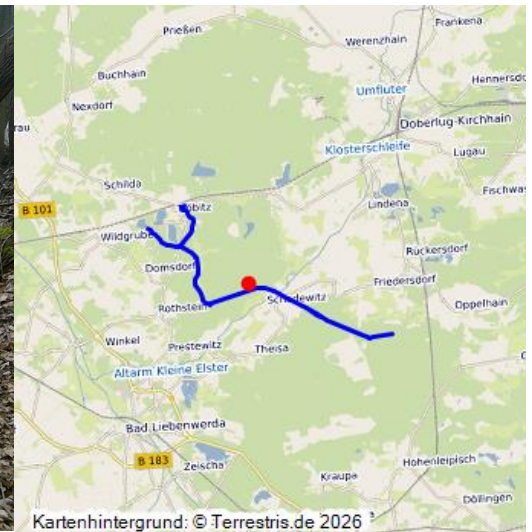 Prießen
Frankena
Werenzhain
Buchhain
Hennersdo
Umfluter
Nexdorf
Doberlug-Kirchhain
rau
Klosterschleife
Lugau
Schilda
Fischwas
B 101
öbitz
Lindena
Wildgrube
Rückersdorf
Domsdorf
Friedersdorf
Rothstein
Schadewitz
Oppelhain
Winkel
Prestewitz
Theisa
Altarm Kleine Elster
Bad Liebenwerda
B 183
Zeischa
Hohenleipisch
Kraupa
Döllingen
Kartenhintergrund: © Terrestris.de 2026